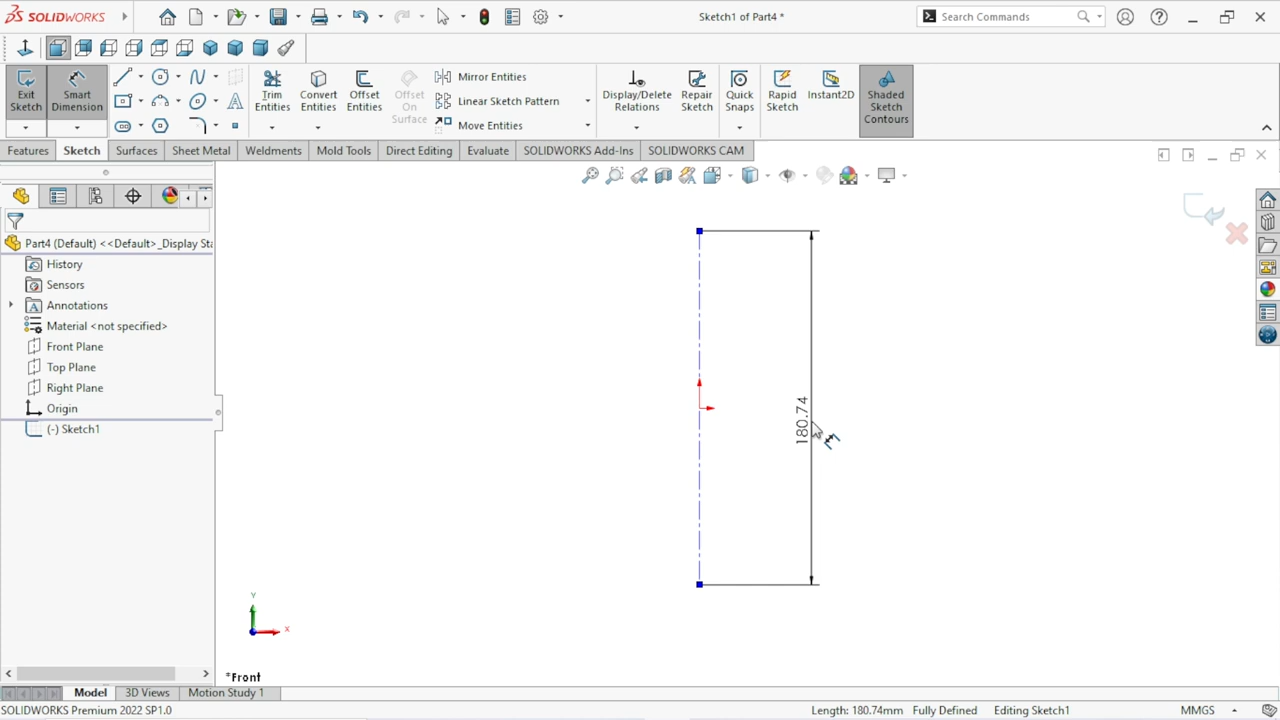 SOLIDWORKS
Sketch1 of Part4 *
Search Commands
Exit Sketch
Smart Dimension
Trim Entities
Convert Entities
Offset Entities
Offset On Surface
Mirror Entities
Linear Sketch Pattern
Move Entities
Display/Delete Relations
Repair Sketch
Quick Snaps
Rapid Sketch
Instant2D
Shaded Sketch Contours
Features
Sketch
Surfaces
Sheet Metal
Weldments
Mold Tools
Direct Editing
Evaluate
SOLIDWORKS Add-Ins
SOLIDWORKS CAM
Part4 (Default) <<Default>_Display Sta
History
Sensors
Annotations
Material <not specified>
Front Plane
Top Plane
Right Plane
Origin
(-) Sketch1
180.74
Y
X
*Front
Model
3D Views
Motion Study 1
SOLIDWORKS Premium 2022 SP1.0
Length: 180.74mm
Fully Defined
Editing Sketch1
MMGS